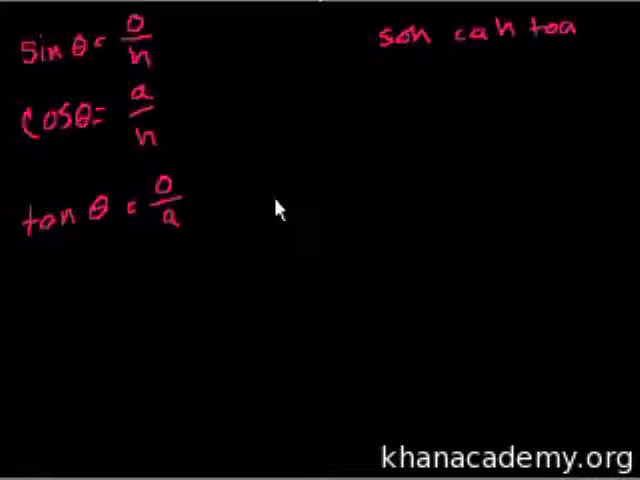 sin θ = o/h
soh cah toa
cos θ = a/h
tan θ = o/a
khanacademy.org